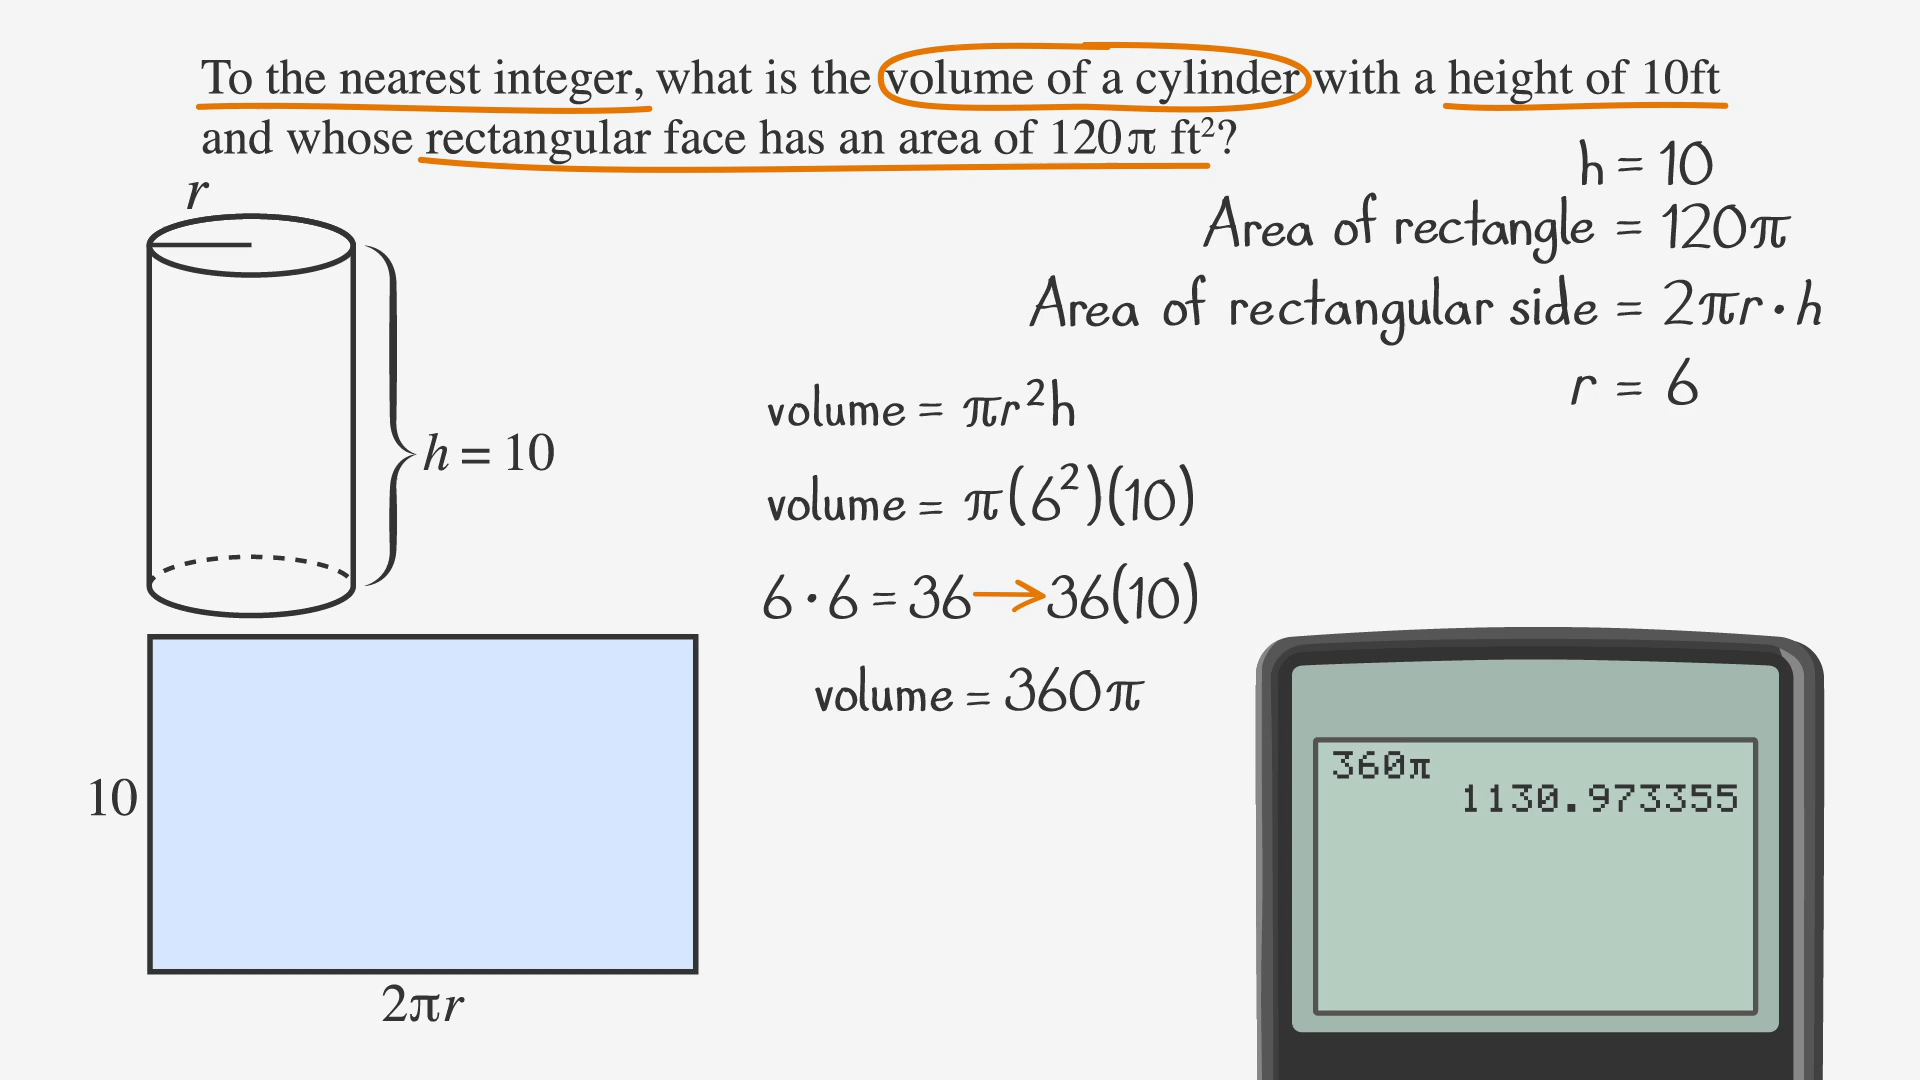 To the nearest integer, what is the volume of a cylinder with a height of 10ft
and whose rectangular face has an area of 120π ft²?
h = 10
Area of rectangle = 120π
Area of rectangular side = 2πr·h
r = 6
r
h = 10
volume = πr²h
volume = π(6²)(10)
6·6 = 36→36(10)
volume = 360π
10
2πr
360π
1130.973355